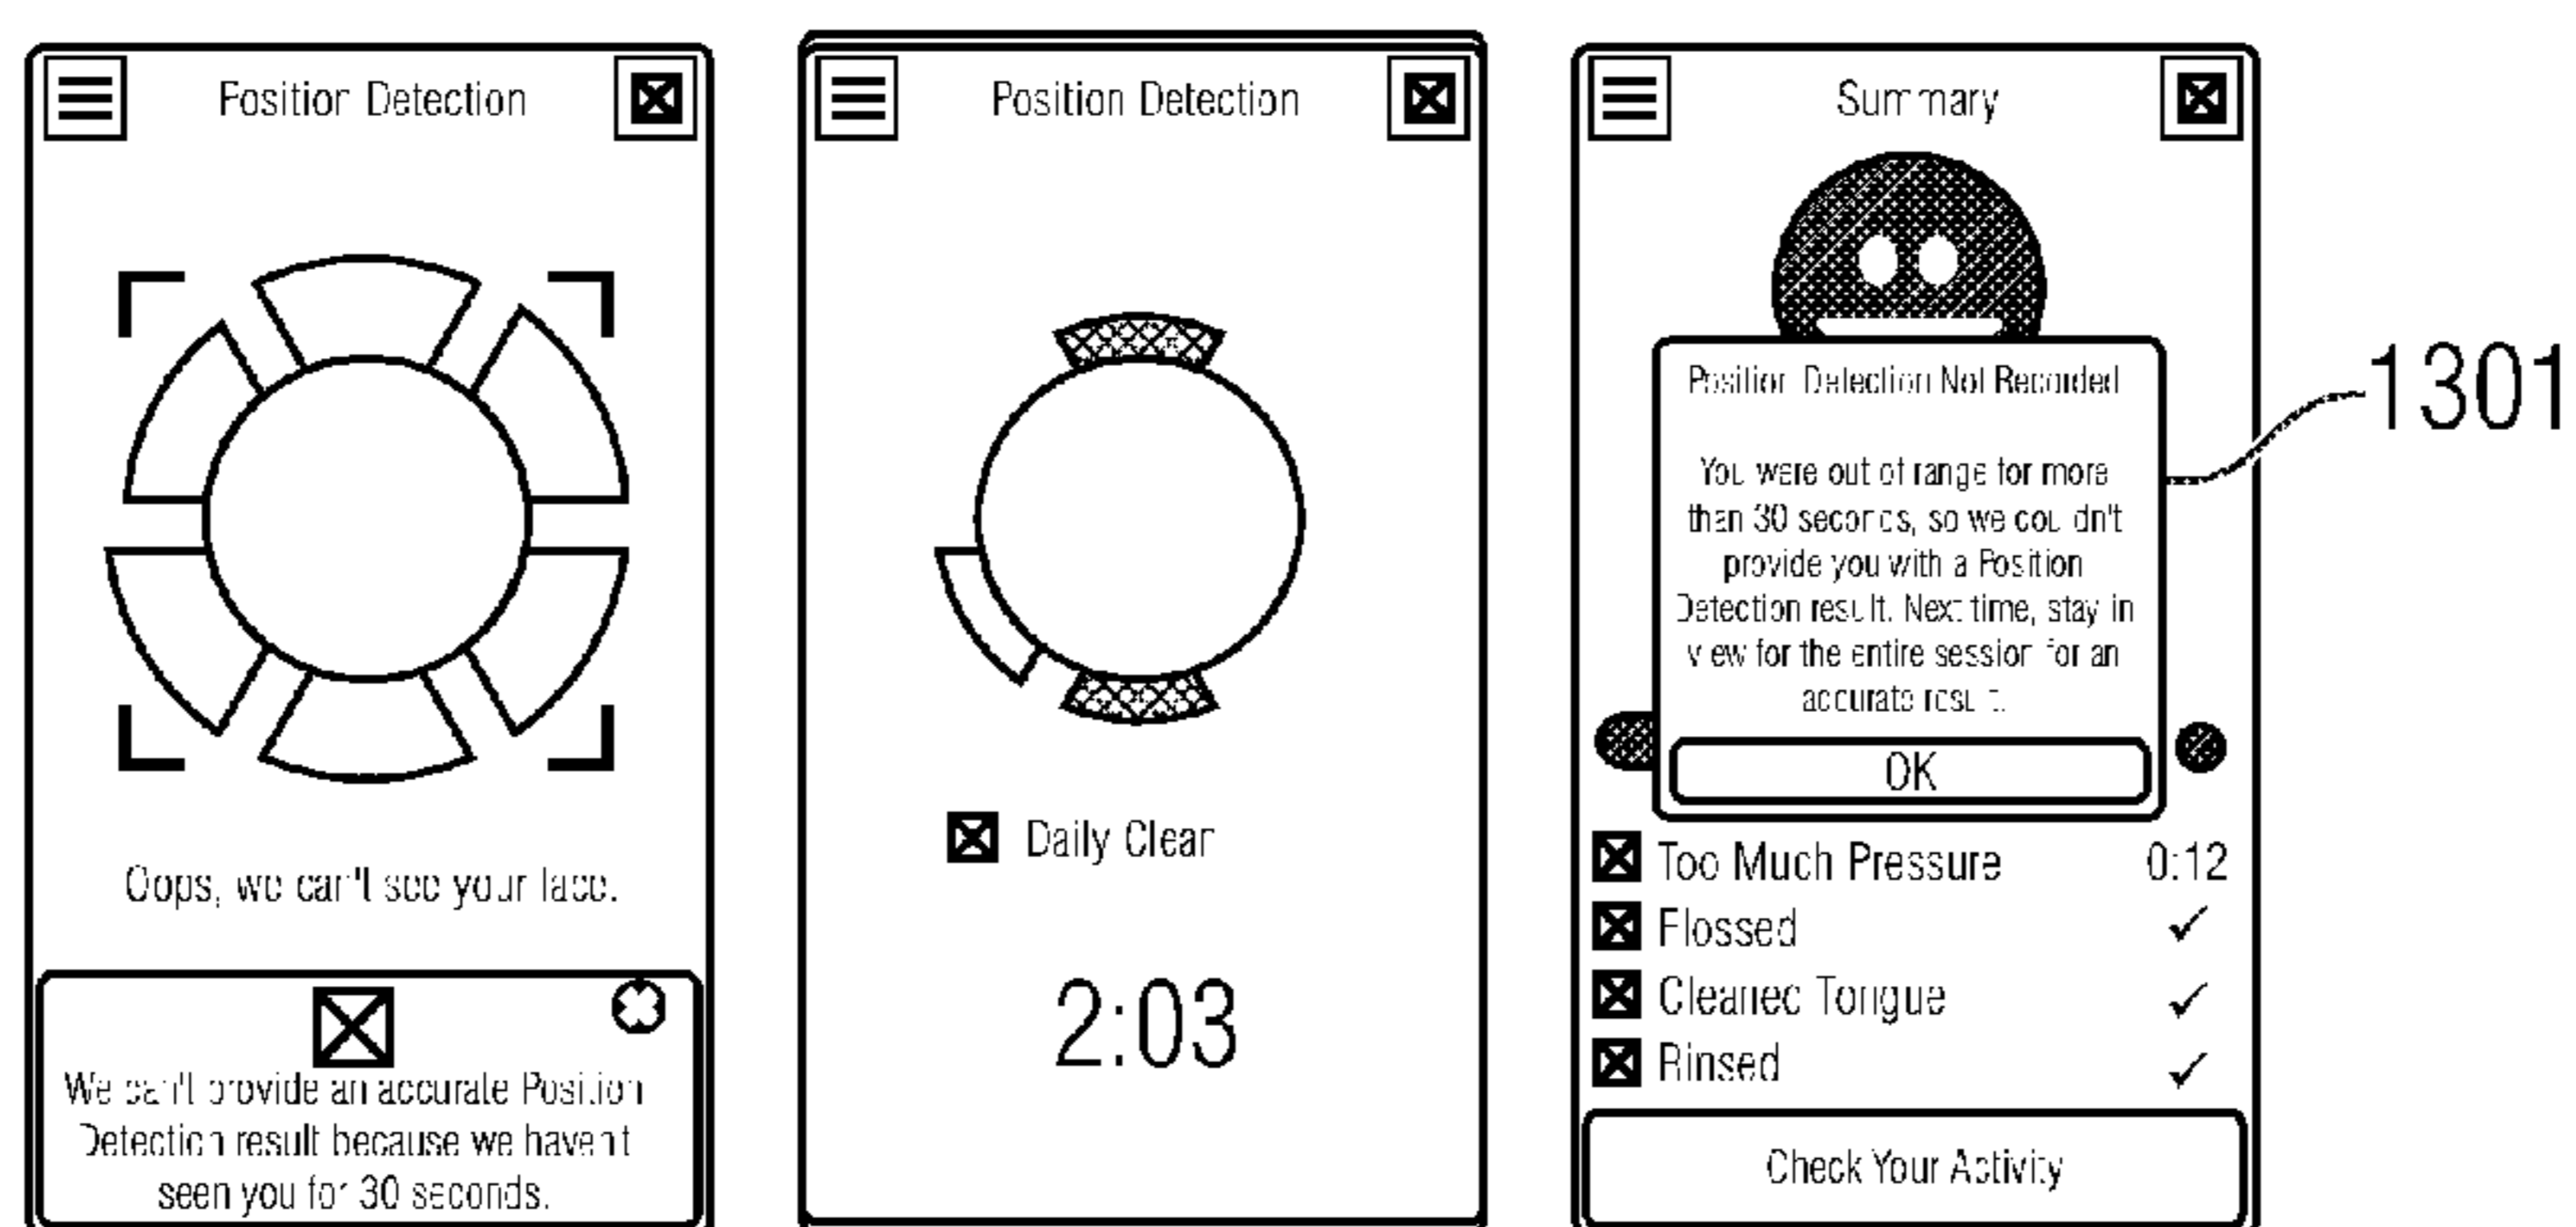 Position Detection
Oops, we can't see your face.
We can't provide an accurate Position
Detection result because we haven't
seen you for 30 seconds.
Position Detection
Daily Clean
2:03
Summary
Position Detection Not Recorded
You were out of range for more
than 30 seconds, so we couldn't
provide you with a Position
Detection result. Next time, stay in
view for the entire session for an
accurate result.
OK
Too Much Pressure 0:12
Flossed
Cleaned Tongue
Rinsed
Check Your Activity
1301